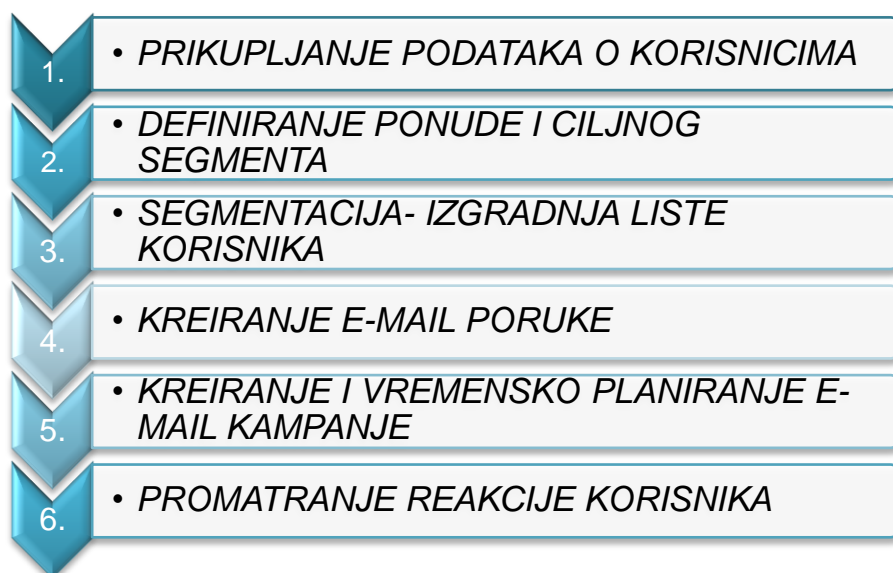 1. • PRIKUPLJANJE PODATAKA O KORISNICIMA
2. • DEFINIRANJE PONUDE I CILJNOG
SEGMENTA
3. • SEGMENTACIJA- IZGRADNJA LISTE
KORISNIKA
4. • KREIRANJE E-MAIL PORUKE
5. • KREIRANJE I VREMENSKO PLANIRANJE E-
MAIL KAMPANJE
6. • PROMATRANJE REAKCIJE KORISNIKA